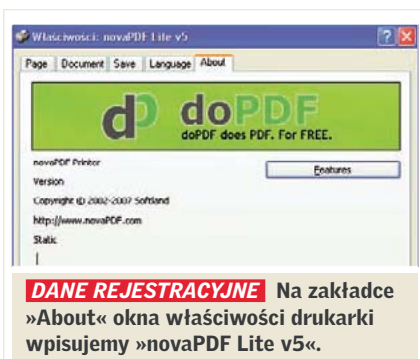 Właściwości: novaPDF Lite v5
Page Document Save Language About
doPDF
doPDF does PDF. For FREE.
novaPDF Printer
Features
Version
Copyright © 2002-2007 Softland
http://www.novaPDF.com
Static
DANE REJESTRACYJNE Na zakładce
»About« okna właściwości drukarki
wpisujemy »novaPDF Lite v5«.